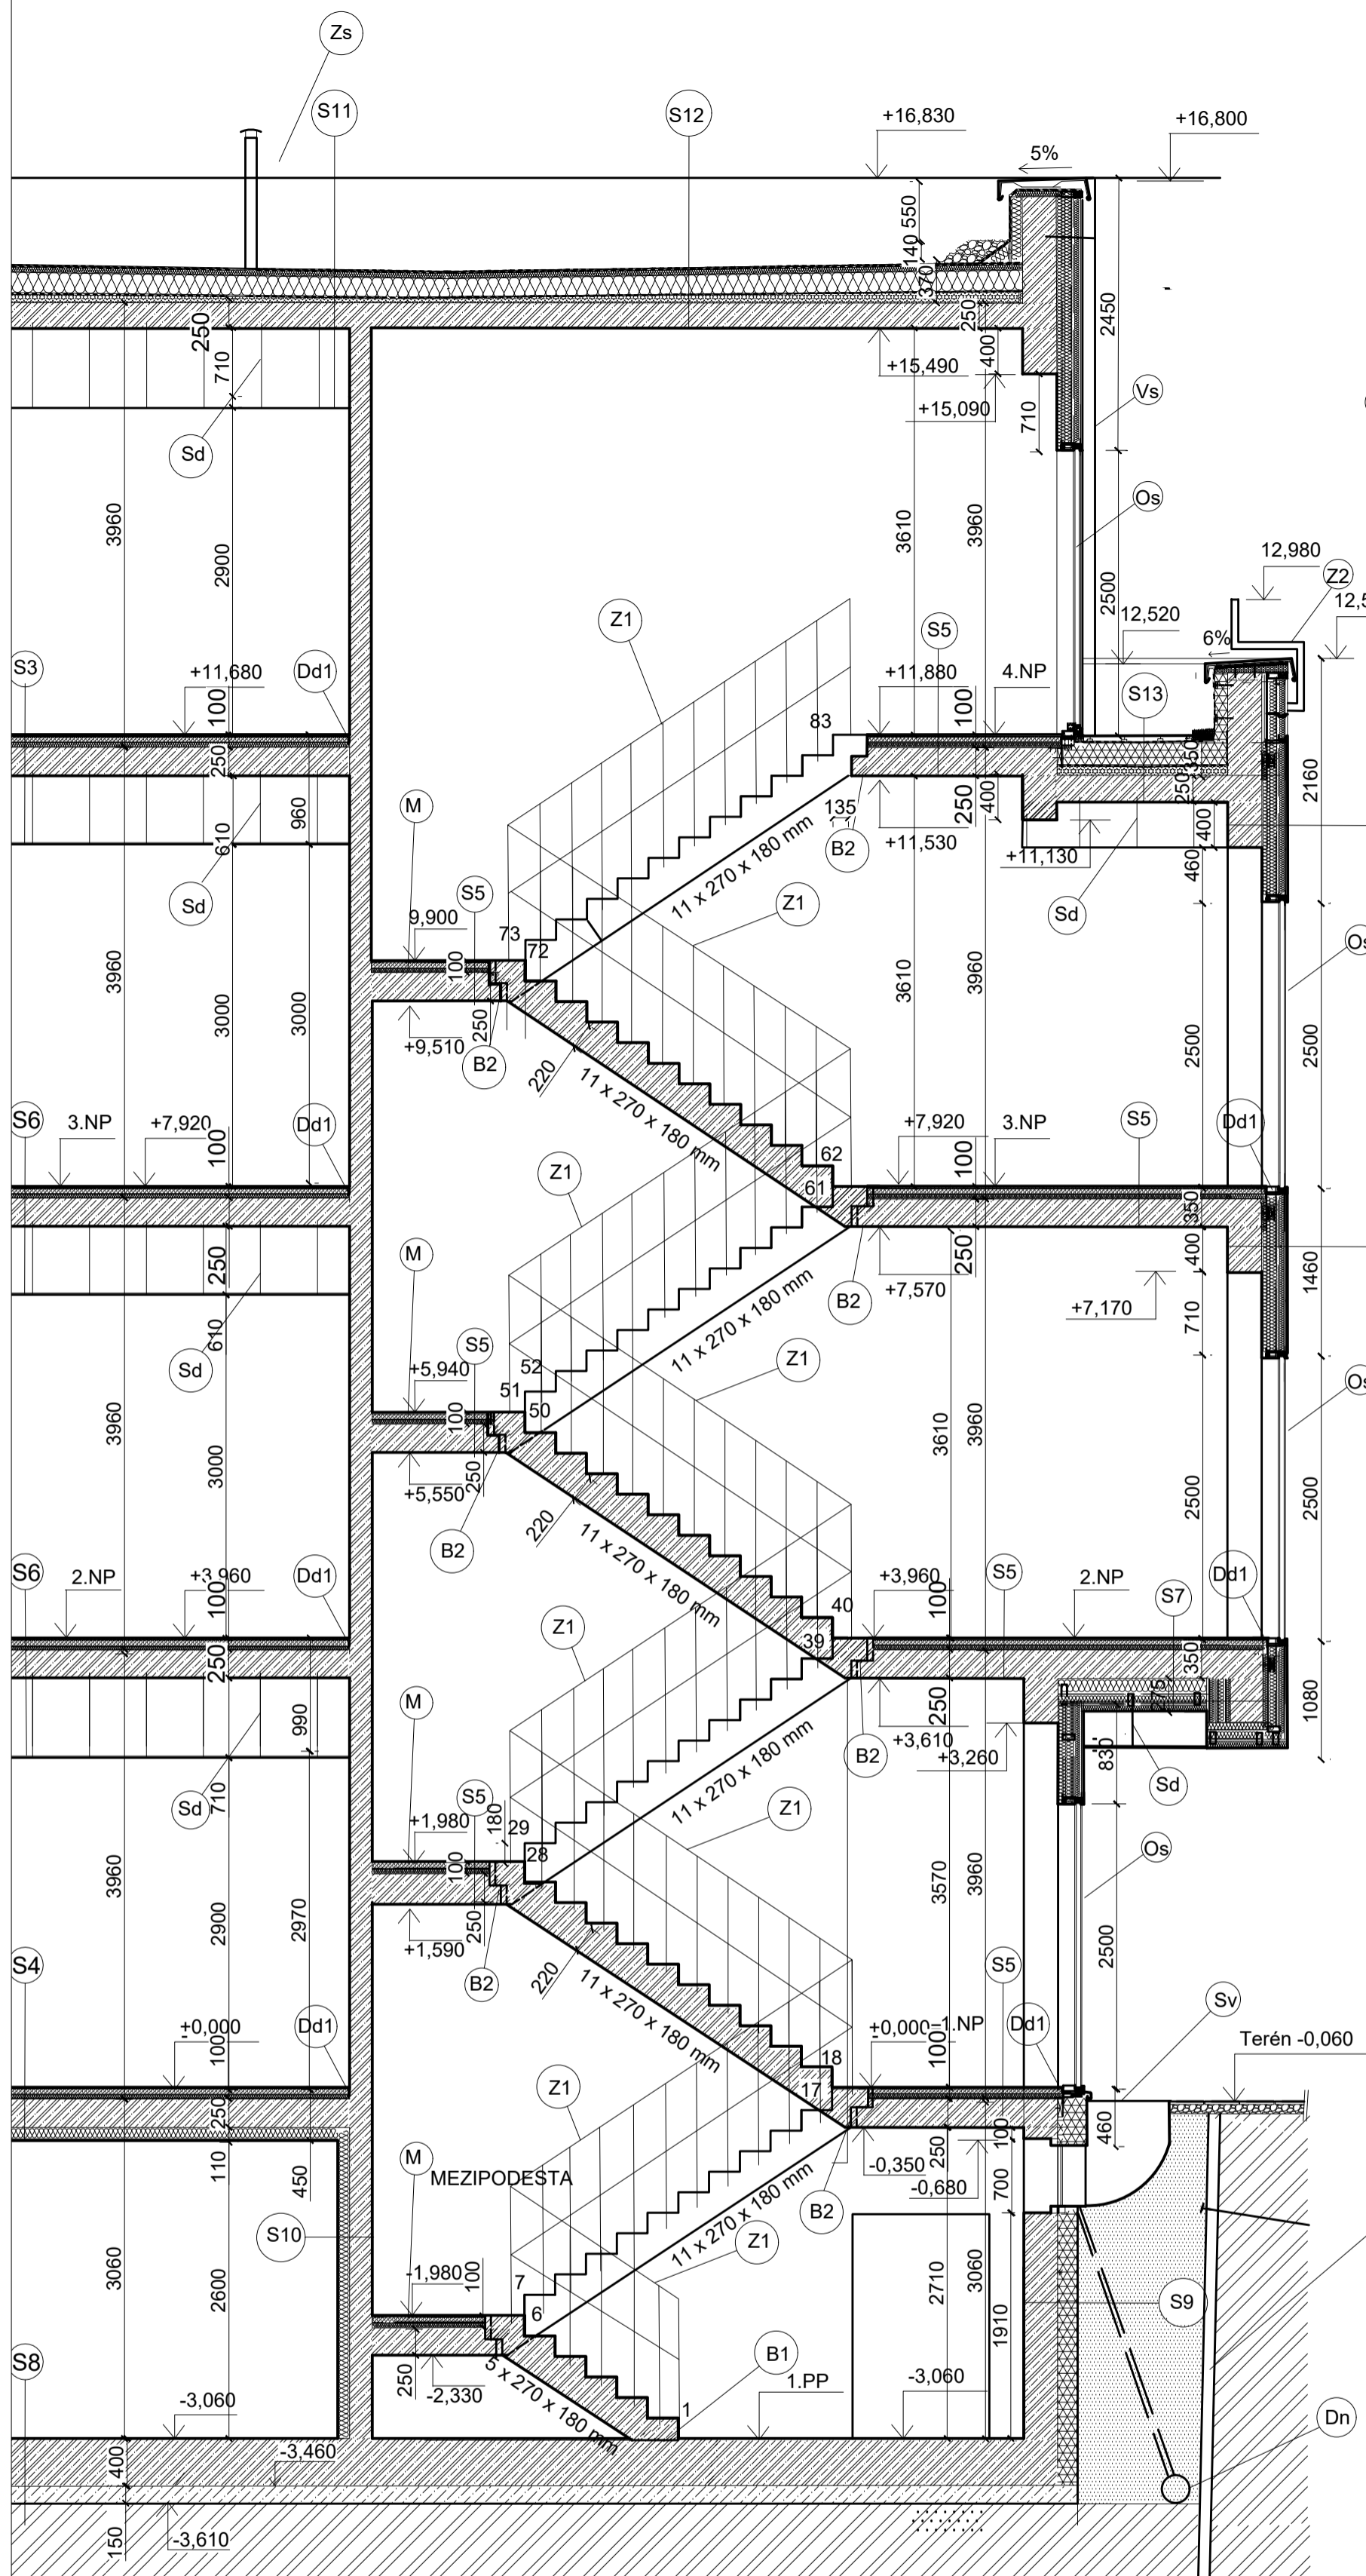 Zs
S11
S12
+16,830
+16,800
5%
550
140
370
250
250
710
400
+15,490
+15,090
710
2450
Vs
Sd
Os
3960
2900
3610
3960
2500
12,980
Z2
12,520
12,5
6%
Z1
S5
S3
+11,680
Dd1
+11,880
4.NP
S13
100
83
100
250
350
250
960
610
M
135
B2
250
400
400
2160
+11,530
+11,130
460
11 x 270 x 180 mm
Sd
S5
Z1
Sd
9,900
73
72
Os
100
3960
3000
3000
250
+9,510
B2
220
11 x 270 x 180 mm
3610
3960
2500
2500
S6
3.NP
+7,920
Dd1
+7,920
3.NP
S5
Dd1
100
Z1
62
61
100
350
250
M
250
400
+7,570
+7,170
B2
1460
11 x 270 x 180 mm
710
610
Sd
S5
Z1
+5,940
52
51
50
Os
100
3960
3000
250
+5,550
B2
220
11 x 270 x 180 mm
3610
3960
2500
2500
S6
2.NP
+3,960
Dd1
+3,960
S5
2.NP
S7
Dd1
100
Z1
40
39
100
350
250
275
M
250
990
1080
+3,610
+3,260
B2
830
Sd
11 x 270 x 180 mm
710
Sd
S5
180
Z1
+1,980
29
28
Os
100
3960
2900
2970
250
+1,590
B2
220
11 x 270 x 180 mm
3570
3960
2500
S4
S5
Sv
+0,000
Dd1
+0,000
1.NP
Dd1
Terén -0,060
100
100
18
17
Z1
250
100
460
250
-0,350
-0,680
110
450
M
MEZIPODESTA
700
B2
11 x 270 x 180 mm
S10
Z1
-1,980
100
7
6
3060
2600
2710
3060
1910
S9
250
-2,330
5 x 270 x 180 mm
B1
S8
1
1.PP
-3,060
-3,060
Dn
400
-3,460
150
-3,610